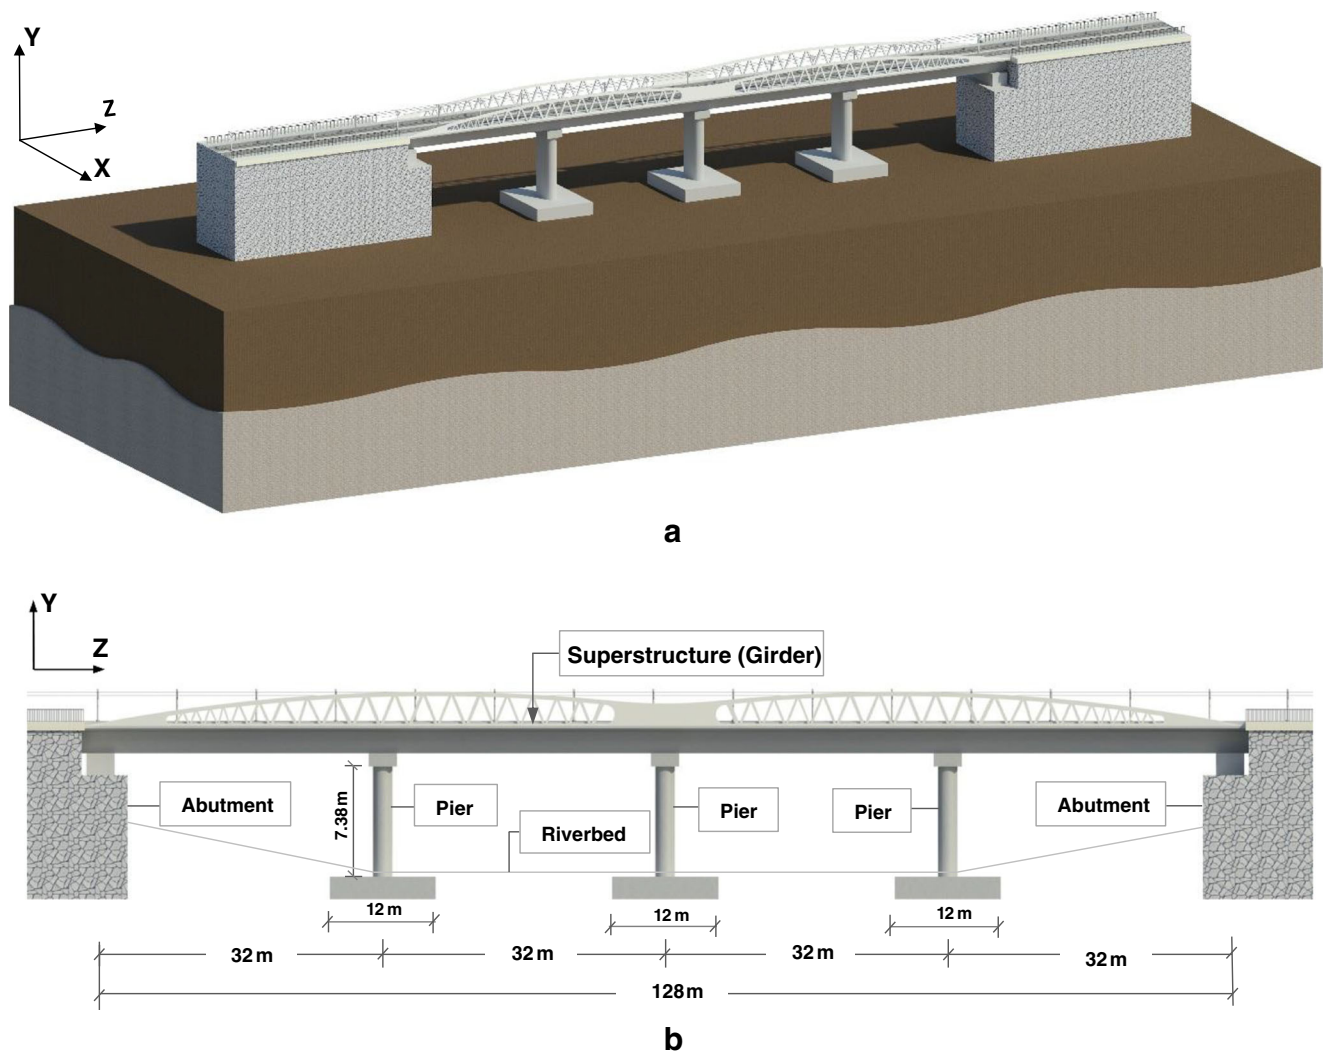 Y
Z
X
a
Y
Z
Superstructure (Girder)
Abutment
7.38 m
Pier
Riverbed
Pier
Pier
Abutment
12 m
12 m
12 m
32 m
32 m
32 m
32 m
128 m
b